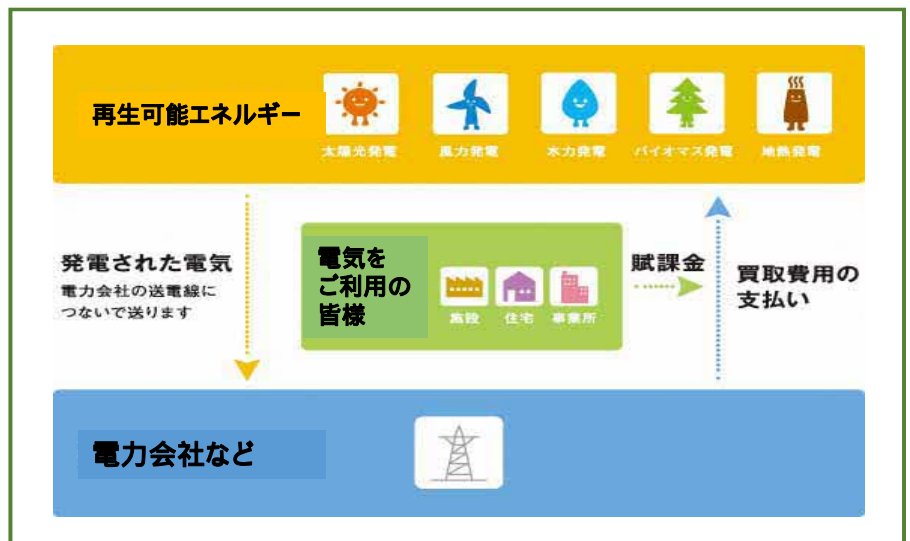 再生可能エネルギー
太陽光発電
風力発電
水力発電
バイオマス発電
地熱発電
発電された電気
電力会社の送電線に
つないで送ります
電気を
ご利用の
皆様
施設
住宅
事業所
賦課金
買取費用の
支払い
電力会社など